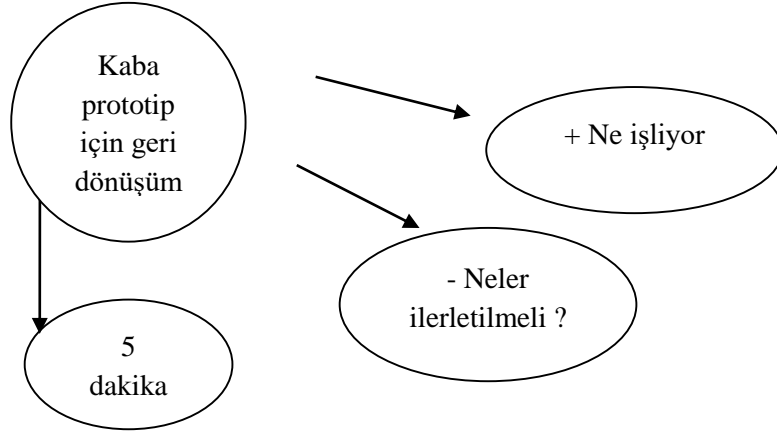 Kaba
prototip
için geri
dönüşüm
+ Ne işliyor
- Neler
ilerletilmeli ?
5
dakika